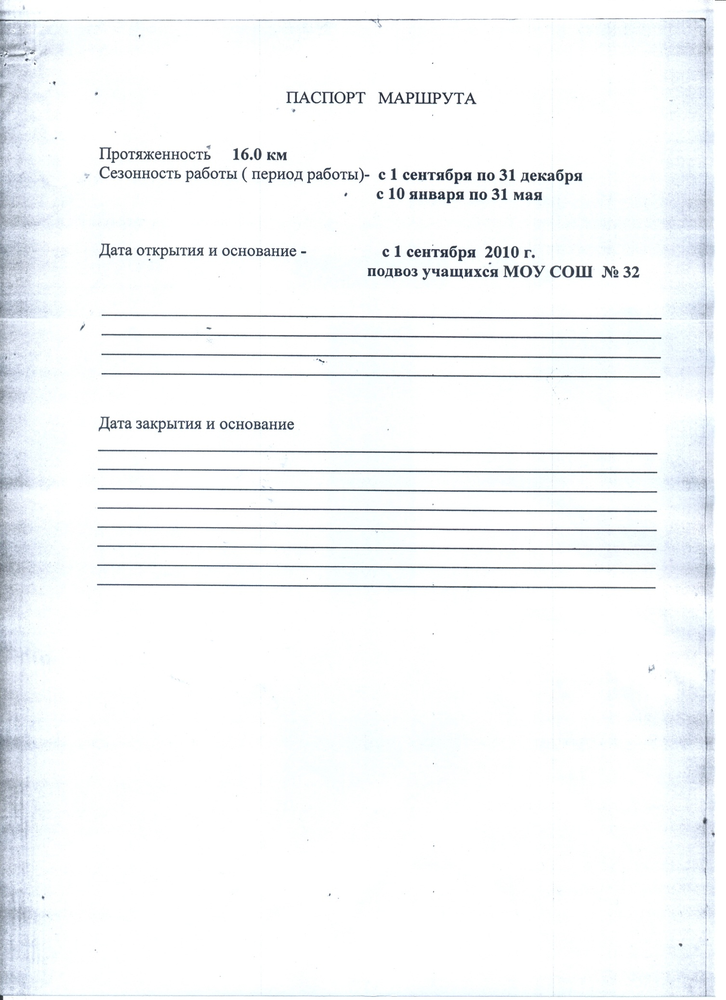 ПАСПОРТ МАРШРУТА
Протяженность 16.0 км
Сезонность работы ( период работы)- с 1 сентября по 31 декабря
с 10 января по 31 мая
Дата открытия и основание - с 1 сентября 2010 г.
подвоз учащихся МОУ СОШ № 32
Дата закрытия и основание